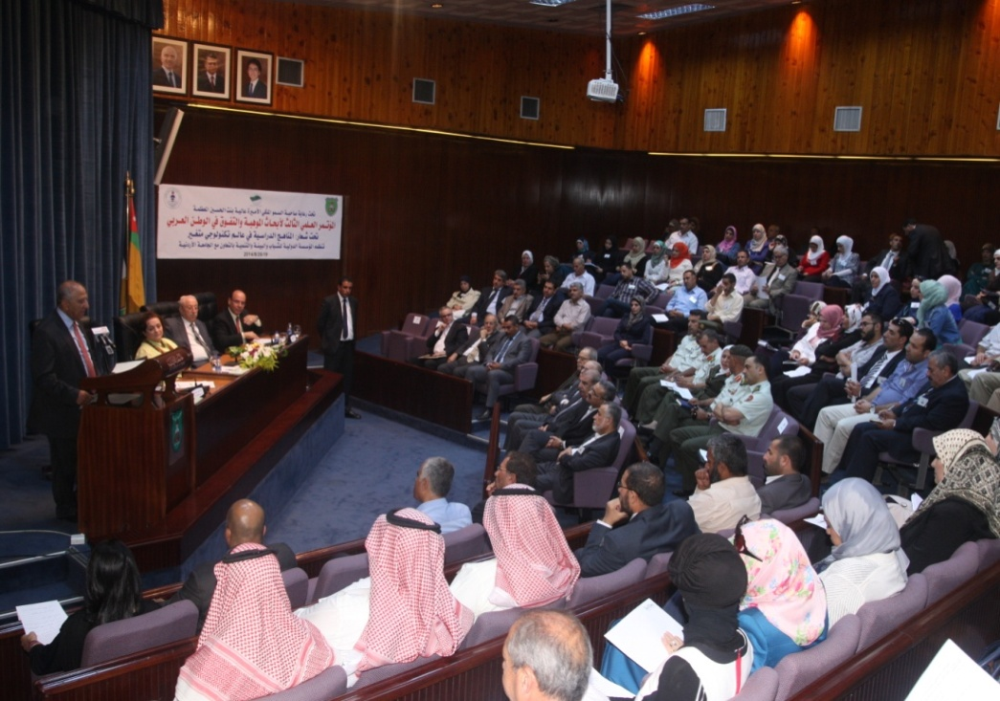 تحت رعاية صاحبة السمو الملكي الأميرة عالية بنت الحسين المعظمة
المؤتمر العلمي الثالث لأبحاث الموهبة والتفوق في الوطن العربي
تحت شعار المناهج الدراسية في عالم تكنولوجي متغير
تنظمه المؤسسة الدولية للشباب والبيئة والتنمية بالتعاون مع الجامعة الأردنية